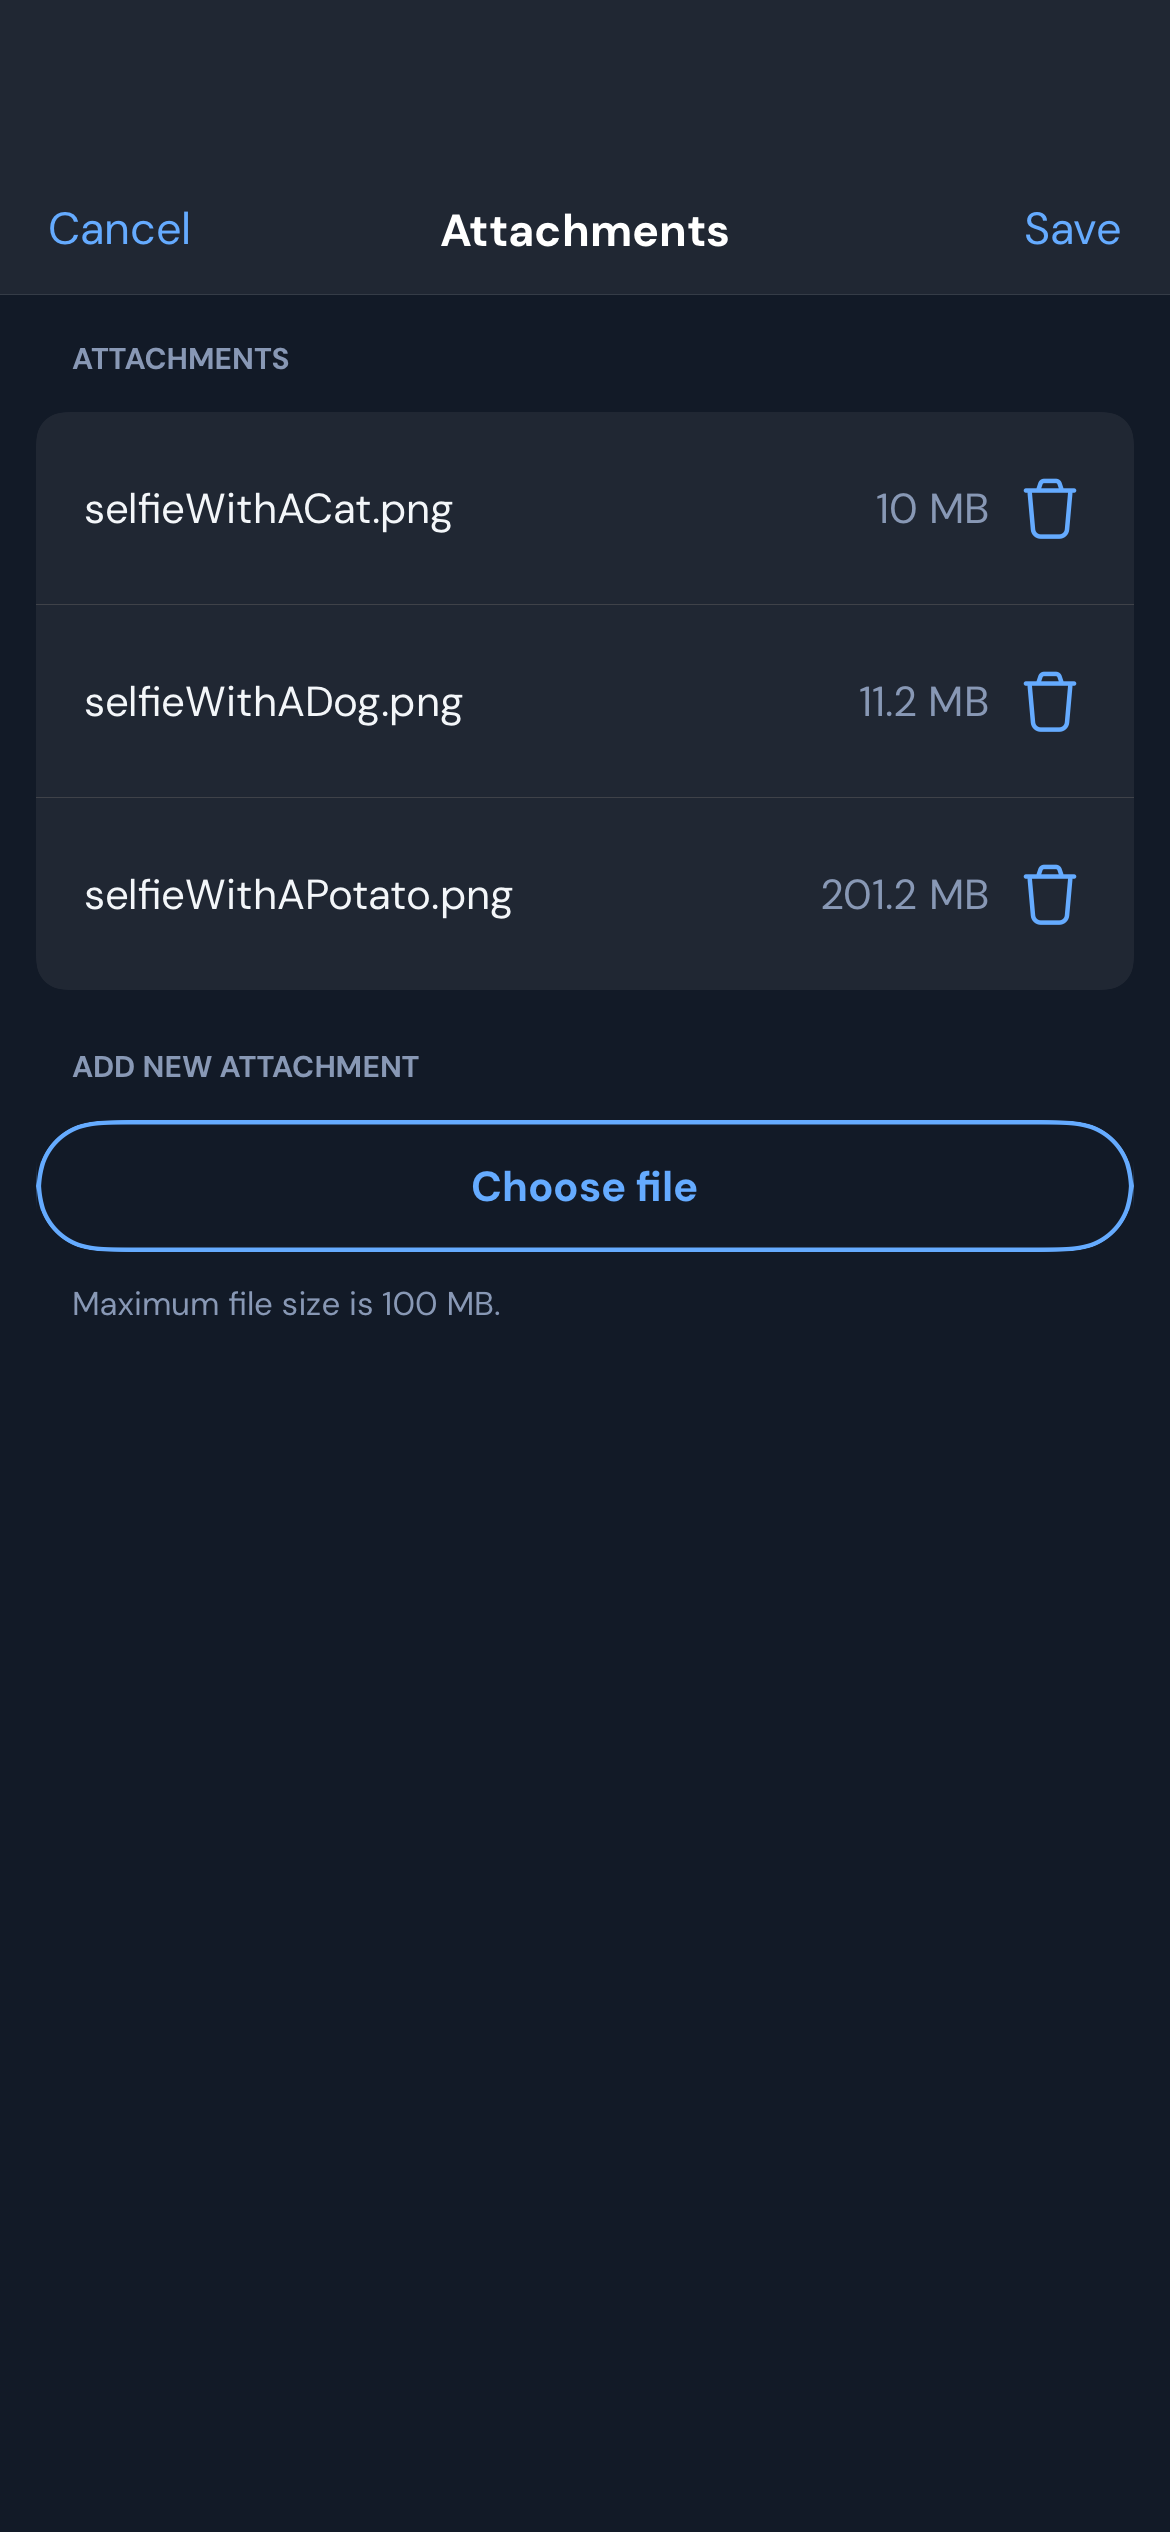 Cancel Attachments Save
ATTACHMENTS
selfieWithACat.png 10 MB
selfieWithADog.png 11.2 MB
selfieWithAPotato.png 201.2 MB
ADD NEW ATTACHMENT
Choose file
Maximum file size is 100 MB.